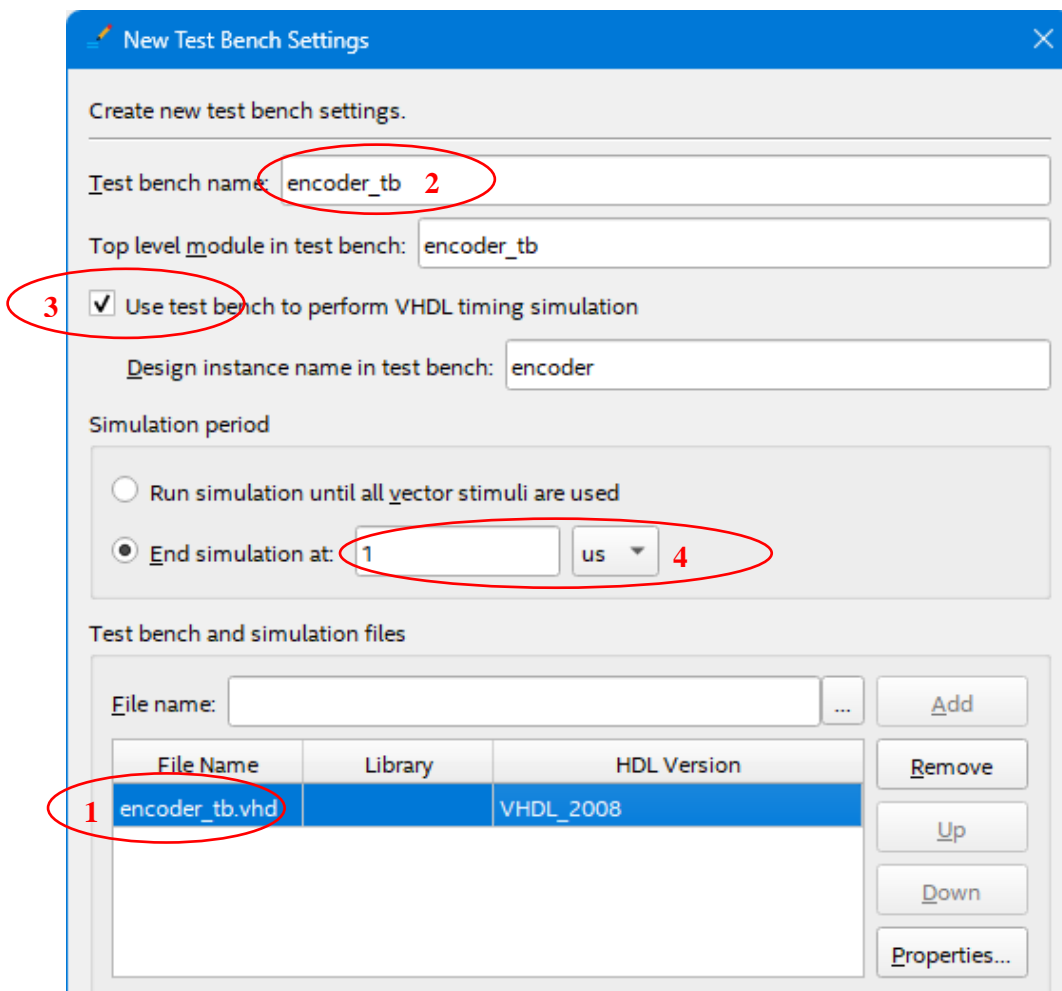 New Test Bench Settings
Create new test bench settings.
Test bench name: encoder_tb 2
Top level module in test bench: encoder_tb
3 Use test bench to perform VHDL timing simulation
Design instance name in test bench: encoder
Simulation period
Run simulation until all vector stimuli are used
End simulation at: 1 us 4
Test bench and simulation files
File name: ... Add
File Name Library HDL Version Remove
1 encoder_tb.vhd VHDL_2008
Up
Down
Properties...